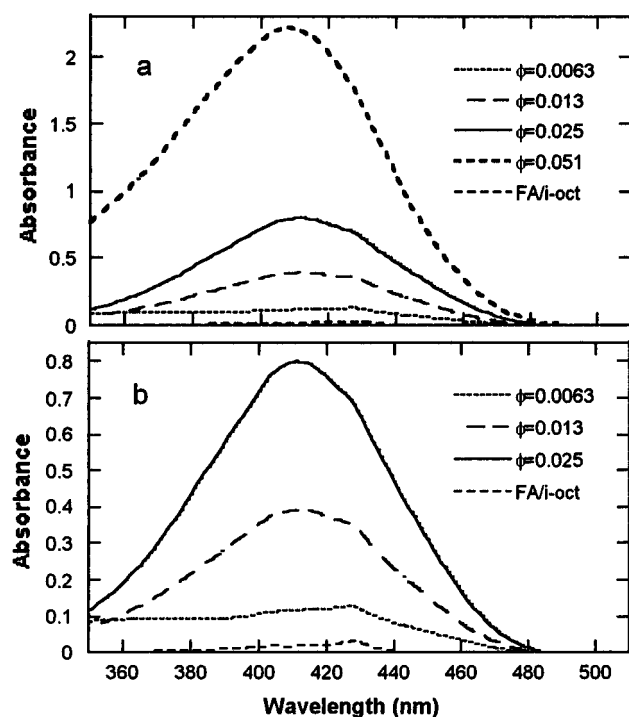 a
Absorbance
2
1.5
1
0.5
0
φ=0.0063
φ=0.013
φ=0.025
φ=0.051
FA/i-oct
b
Absorbance
0.8
0.7
0.6
0.5
0.4
0.3
0.2
0.1
0
φ=0.0063
φ=0.013
φ=0.025
FA/i-oct
360 380 400 420 440 460 480 500
Wavelength (nm)